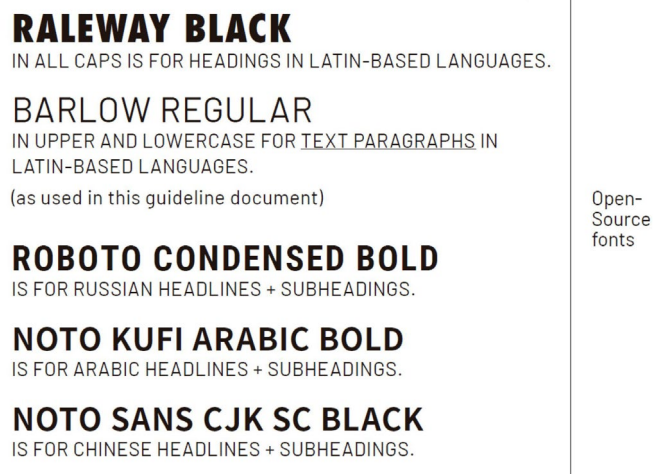 RALEWAY BLACK
IN ALL CAPS IS FOR HEADINGS IN LATIN-BASED LANGUAGES.
BARLOW REGULAR
IN UPPER AND LOWERCASE FOR TEXT PARAGRAPHS IN
LATIN-BASED LANGUAGES.
(as used in this guideline document)
ROBOTO CONDENSED BOLD
IS FOR RUSSIAN HEADLINES + SUBHEADINGS.
NOTO KUFI ARABIC BOLD
IS FOR ARABIC HEADLINES + SUBHEADINGS.
NOTO SANS CJK SC BLACK
IS FOR CHINESE HEADLINES + SUBHEADINGS.
Open-
Source
fonts